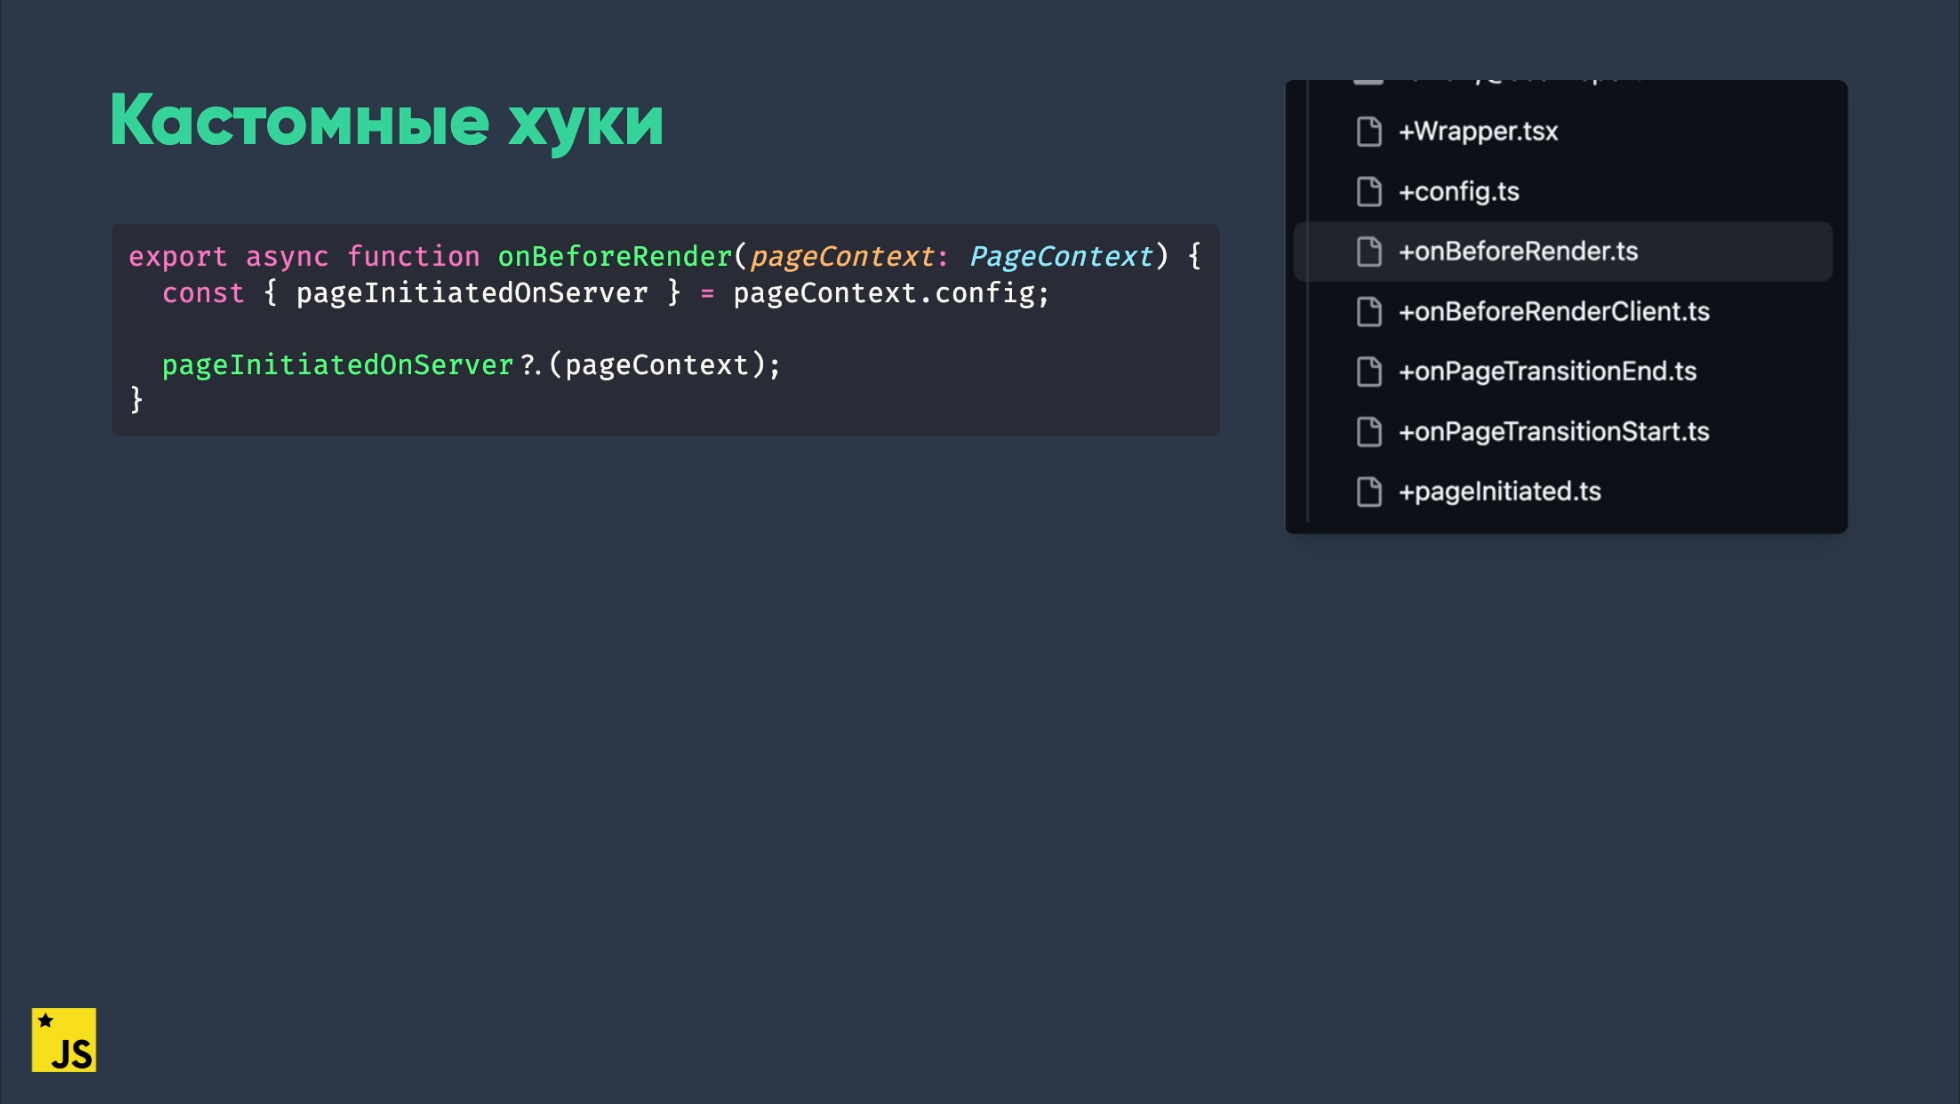 Кастомные хуки
export async function onBeforeRender(pageContext: PageContext) {
  const { pageInitiatedOnServer } = pageContext.config;
  pageInitiatedOnServer?.(pageContext);
}
+Wrapper.tsx
+config.ts
+onBeforeRender.ts
+onBeforeRenderClient.ts
+onPageTransitionEnd.ts
+onPageTransitionStart.ts
+pageInitiated.ts
JS